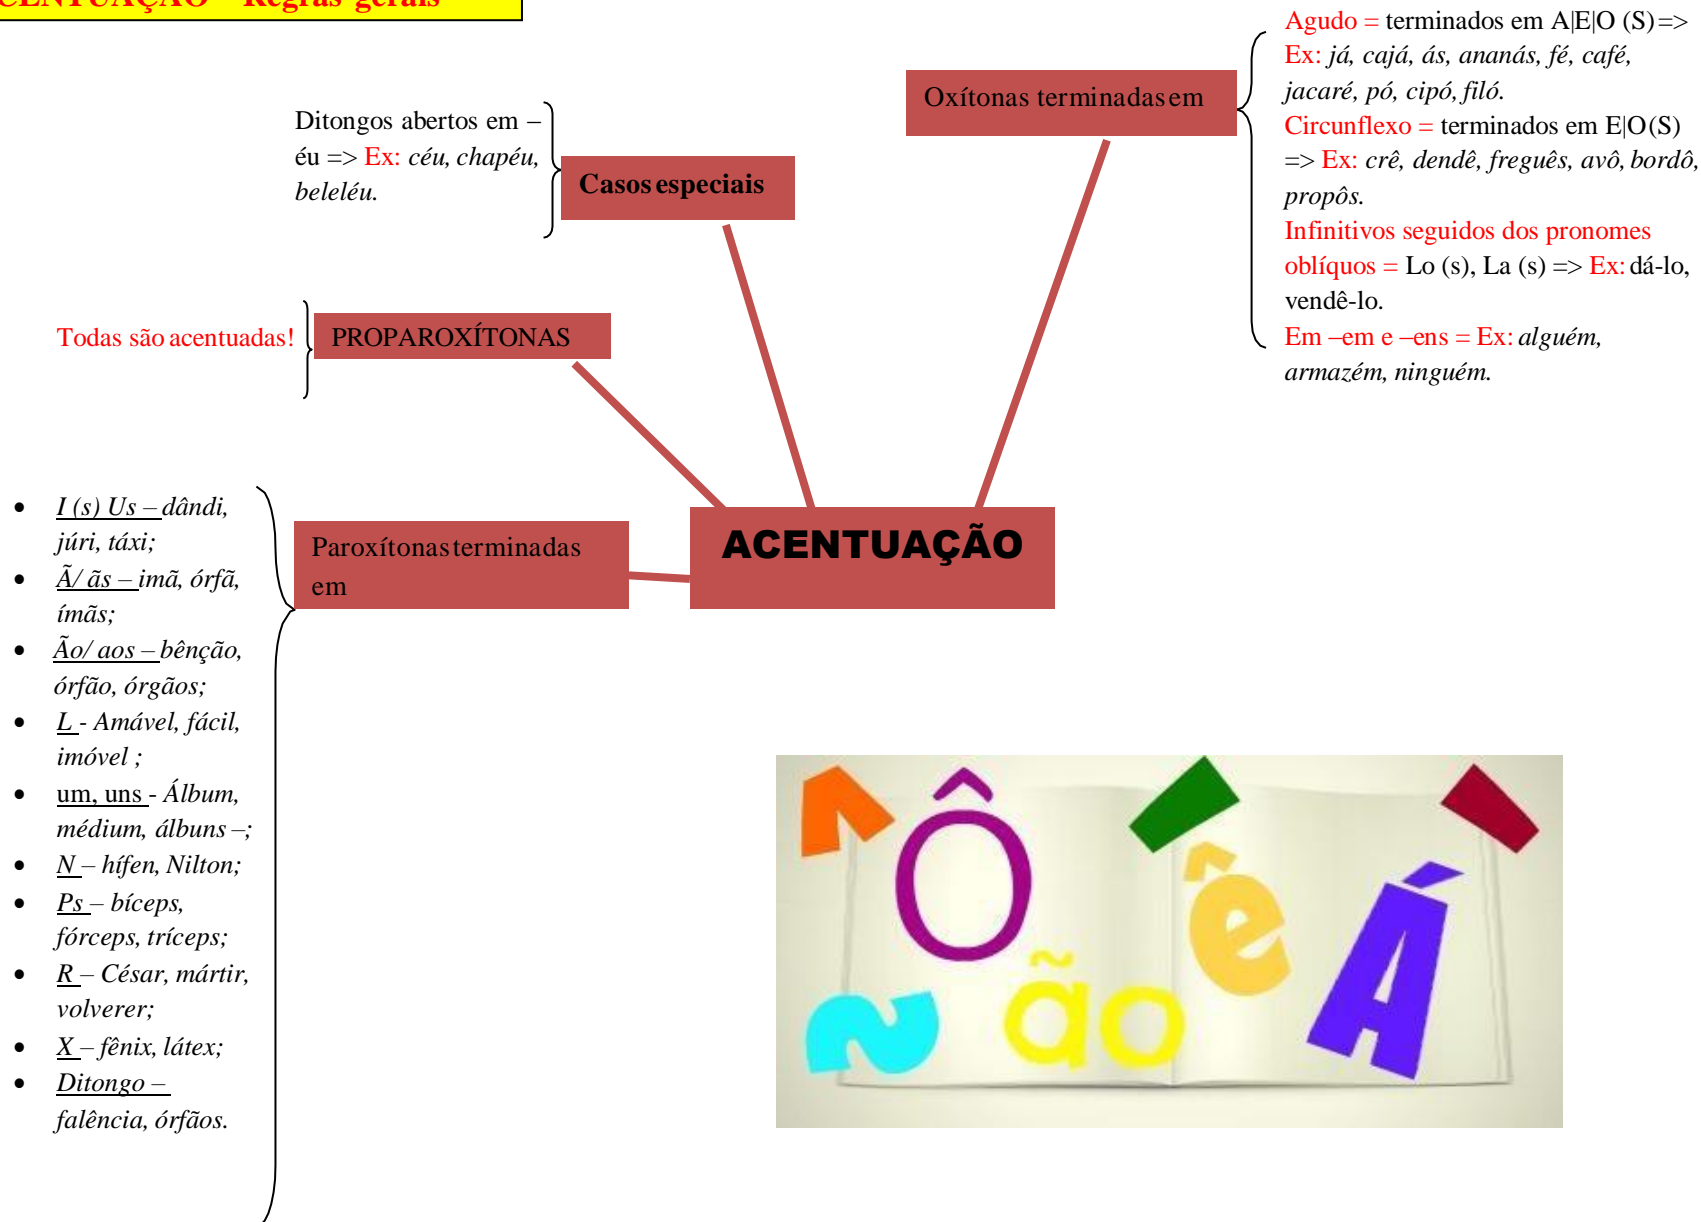 CENTUAÇÃO – Regras gerais
Agudo = terminados em A|E|O (S) =>
Ex: já, cajá, ás, ananás, fé, café,
jacaré, pó, cipó, filó.
Circunflexo = terminados em E|O(S)
=> Ex: crê, dendê, freguês, avô, bordô,
propôs.
Infinitivos seguidos dos pronomes
oblíquos = Lo (s), La (s) => Ex: dá-lo,
vendê-lo.
Em –em e –ens = Ex: alguém,
armazém, ninguém.
Oxítonas terminadas em
Ditongos abertos em –
éu => Ex: céu, chapéu,
beleléu.
Casos especiais
Todas são acentuadas!
PROPAROXÍTONAS
ACENTUAÇÃO
Paroxítonas terminadas
em
• I (s) Us – dândi,
júri, táxi;
• Ã/ ãs – imã, órfã,
ímãs;
• Ão/ aos – bênção,
órfão, órgãos;
• L - Amável, fácil,
imóvel ;
• um, uns - Álbum,
médium, álbuns –;
• N – hífen, Nilton;
• Ps – bíceps,
fórceps, tríceps;
• R – César, mártir,
volverer;
• X – fênix, látex;
• Ditongo –
falência, órfãos.
Ô
ê
Á
ão